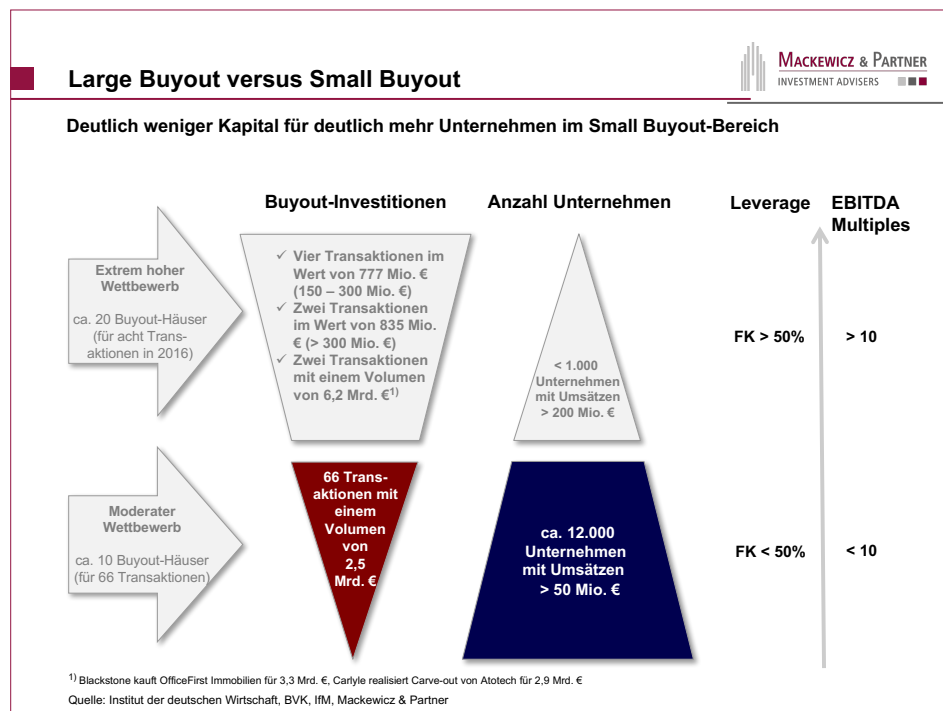 Large Buyout versus Small Buyout
MACKEWICZ & PARTNER
INVESTMENT ADVISERS
Deutlich weniger Kapital für deutlich mehr Unternehmen im Small Buyout-Bereich
Buyout-Investitionen
Anzahl Unternehmen
Leverage
EBITDA
Multiples
Extrem hoher
Wettbewerb
ca. 20 Buyout-Häuser
(für acht Trans-
aktionen in 2016)
✓ Vier Transaktionen im
Wert von 777 Mio. €
(150 – 300 Mio. €)
✓ Zwei Transaktionen
im Wert von 835 Mio.
€ (> 300 Mio. €)
✓ Zwei Transaktionen
mit einem Volumen
von 6,2 Mrd. €1)
< 1.000
Unternehmen
mit Umsätzen
> 200 Mio. €
FK > 50%
> 10
Moderater
Wettbewerb
ca. 10 Buyout-Häuser
(für 66 Transaktionen)
66 Trans-
aktionen mit
einem
Volumen
von
2,5
Mrd. €
ca. 12.000
Unternehmen
mit Umsätzen
> 50 Mio. €
FK < 50%
< 10
1) Blackstone kauft OfficeFirst Immobilien für 3,3 Mrd. €, Carlyle realisiert Carve-out von Atotech für 2,9 Mrd. €
Quelle: Institut der deutschen Wirtschaft, BVK, IfM, Mackewicz & Partner